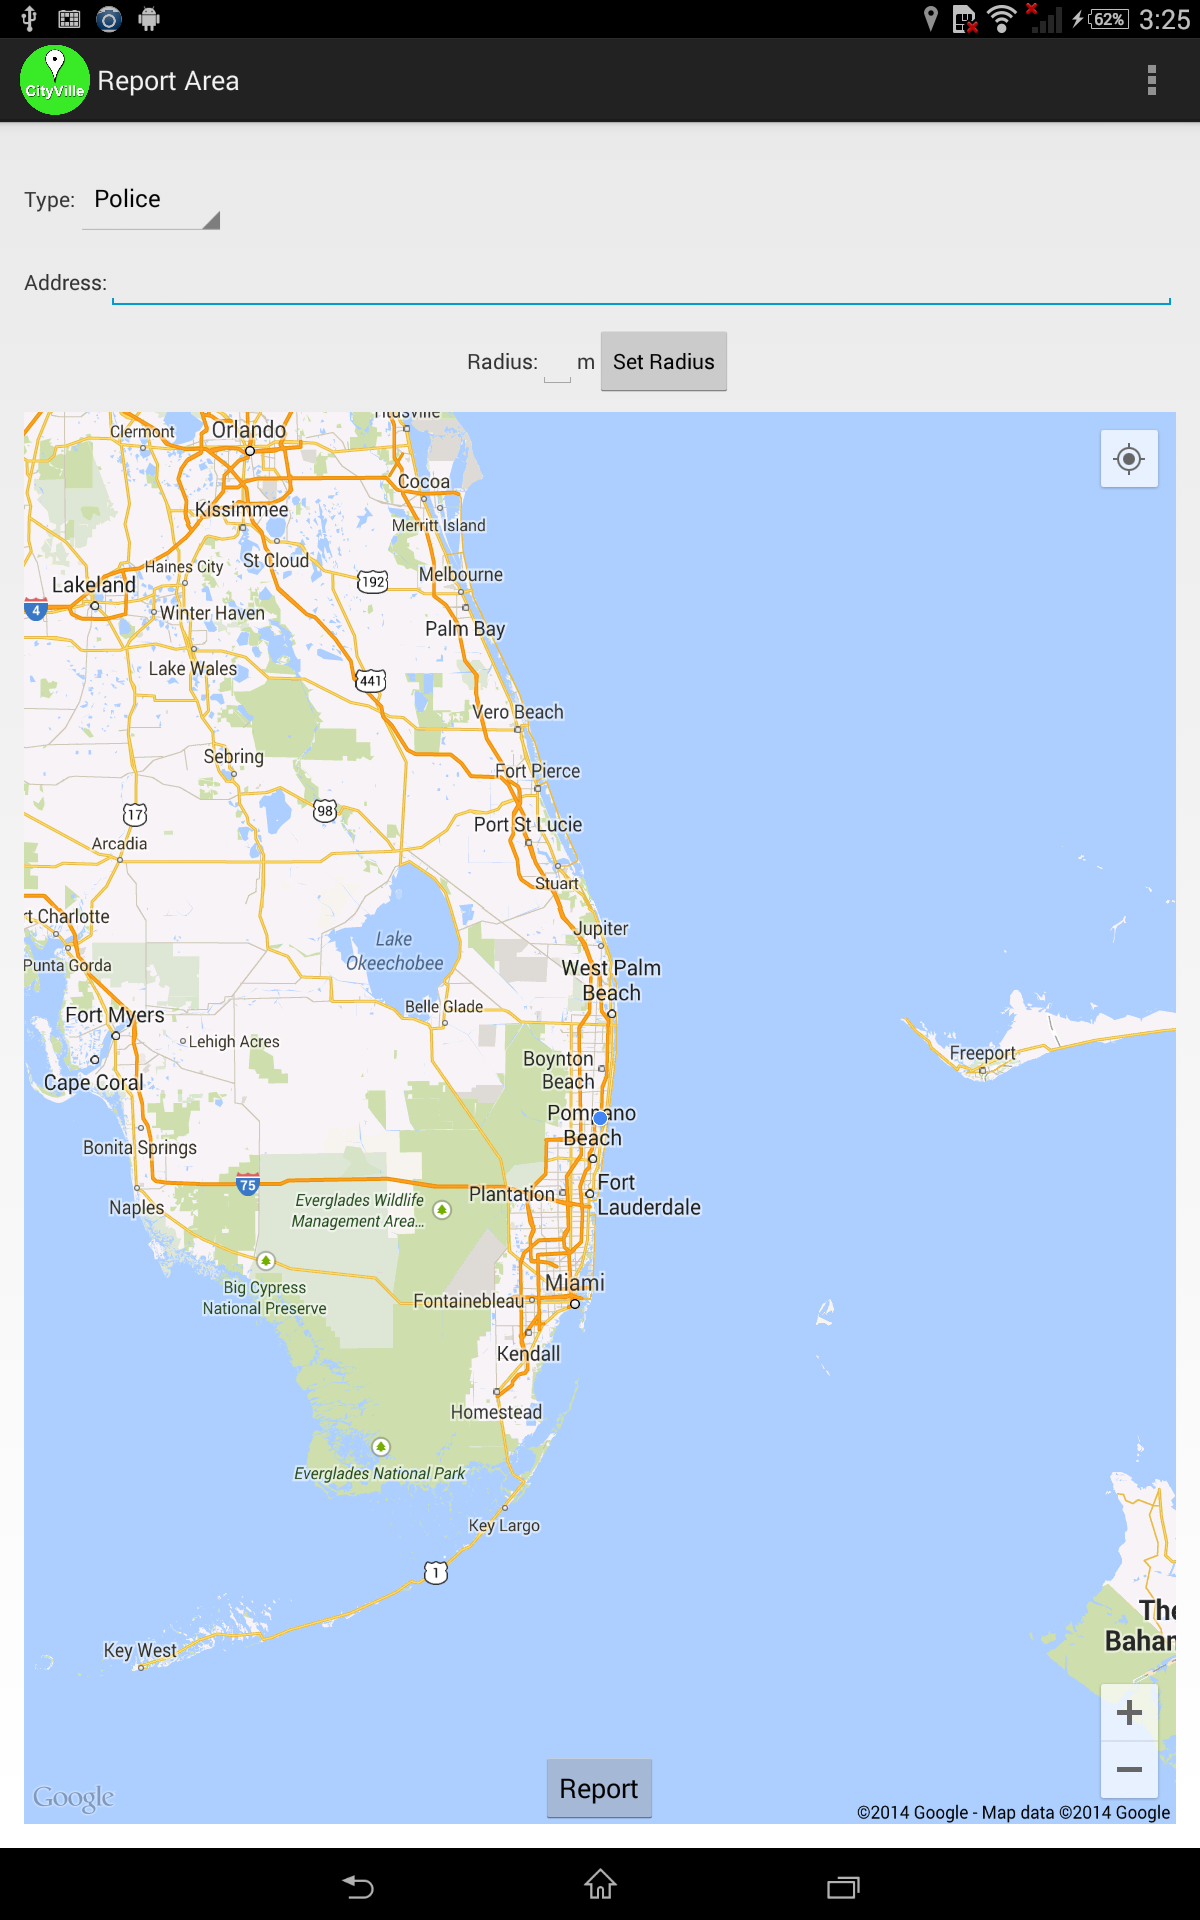 62% 3:25
CityVille Report Area
Type: Police
Address:
Radius: m Set Radius
Titusville
Clermont Orlando
Cocoa
Kissimmee
Merritt Island
Haines City St Cloud
Melbourne
Lakeland 192
4 Winter Haven
Palm Bay
Lake Wales
441
Vero Beach
Sebring
Fort Pierce
17 98
Port St Lucie
Arcadia
Stuart
rt Charlotte
Jupiter
Lake
Okeechobee
Punta Gorda
West Palm
Beach
Belle Glade
Fort Myers
Lehigh Acres
Freeport
Boynton
Beach
Cape Coral
Pompano
Beach
Bonita Springs
75
Fort
Lauderdale
Plantation
Everglades Wildlife
Management Area...
Naples
Big Cypress
National Preserve
Miami
Fontainebleau
Kendall
Homestead
Everglades National Park
Key Largo
1
The
Baham
Key West
+
−
Report
Google
©2014 Google - Map data ©2014 Google